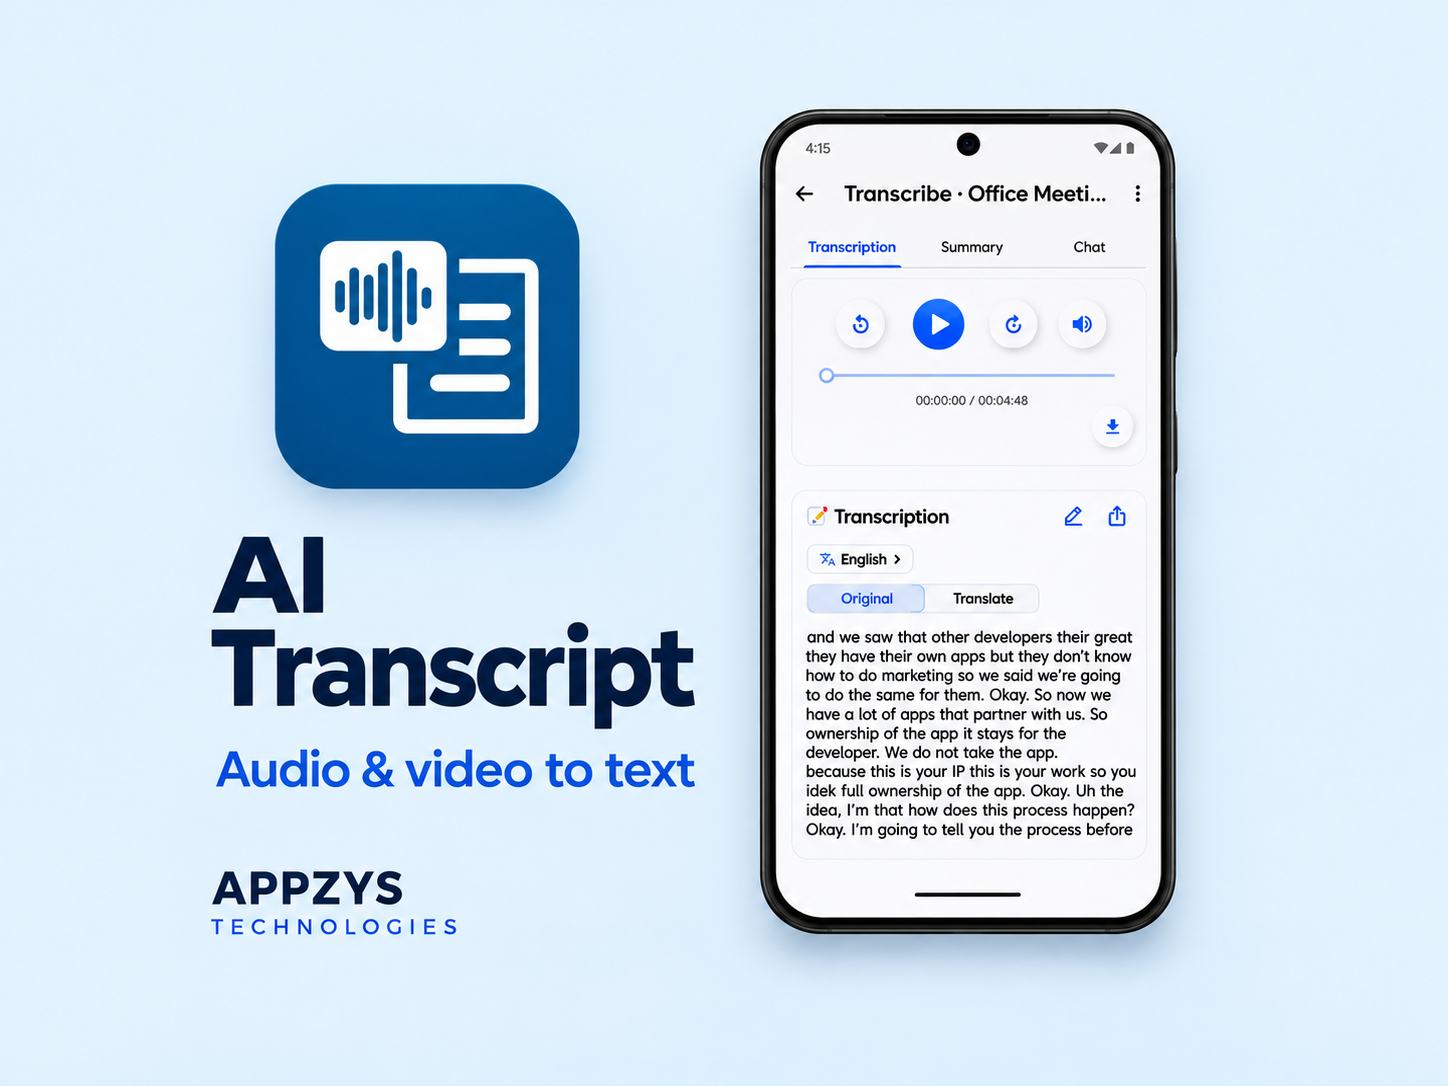 AI
Transcript
Audio & video to text
APPZYS
TECHNOLOGIES
4:15
Transcribe · Office Meeti...
Transcription
Summary
Chat
00:00:00 / 00:04:48
Transcription
English
Original
Translate
and we saw that other developers their great
they have their own apps but they don't know
how to do marketing so we said we're going
to do the same for them. Okay. So now we
have a lot of apps that partner with us. So
ownership of the app it stays for the
developer. We do not take the app.
because this is your IP this is your work so you
idek full ownership of the app. Okay. Uh the
idea, I'm that how does this process happen?
Okay. I'm going to tell you the process before